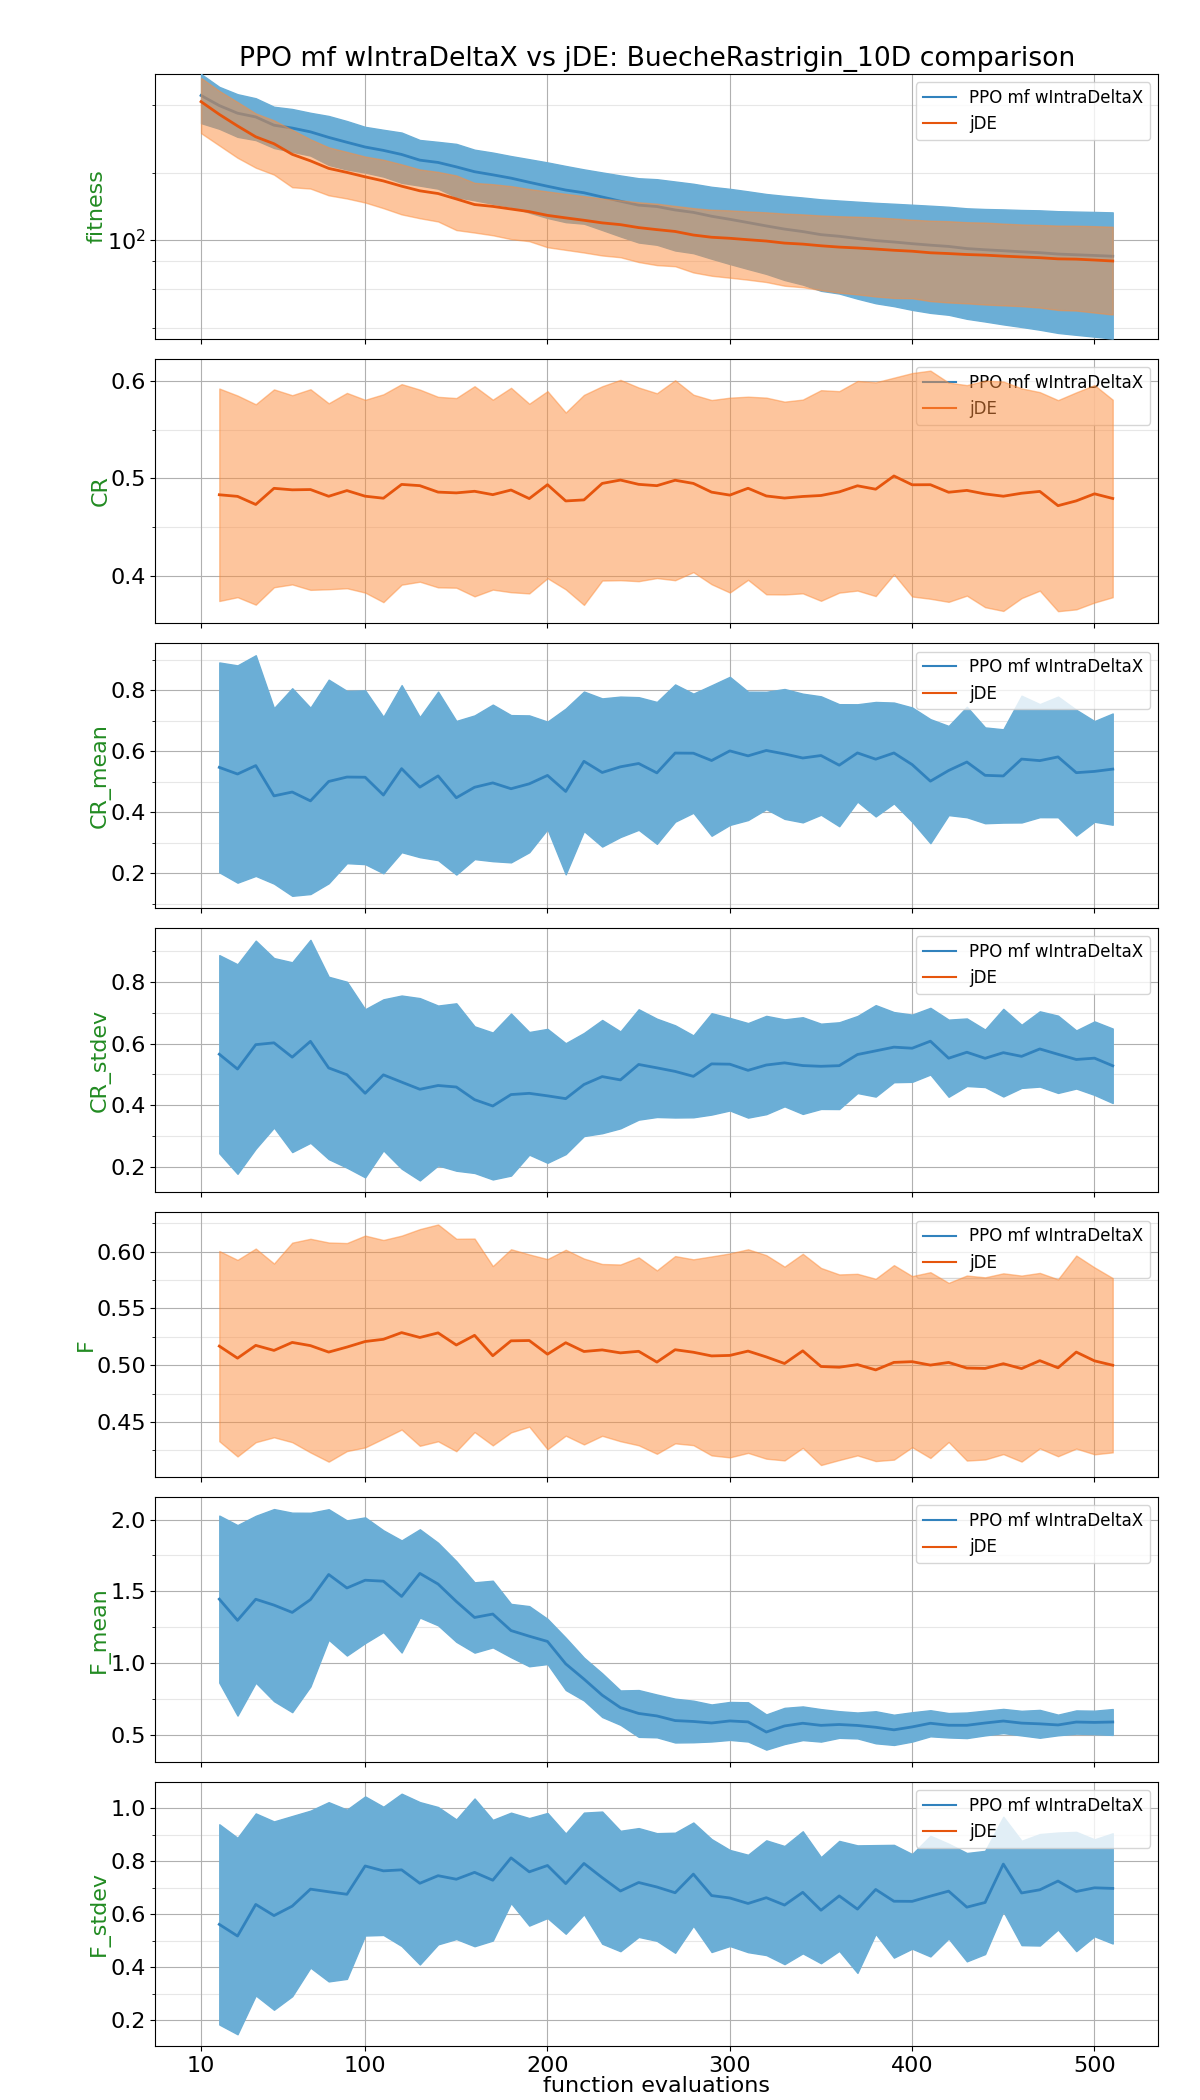 PPO mf wIntraDeltaX vs jDE: BuecheRastrigin_10D comparison
PPO mf wIntraDeltaX
jDE
fitness
10²
PPO mf wIntraDeltaX
jDE
CR
0.6
0.5
0.4
PPO mf wIntraDeltaX
jDE
CR_mean
0.8
0.6
0.4
0.2
PPO mf wIntraDeltaX
jDE
CR_stdev
0.8
0.6
0.4
0.2
PPO mf wIntraDeltaX
jDE
F
0.60
0.55
0.50
0.45
PPO mf wIntraDeltaX
jDE
F_mean
2.0
1.5
1.0
0.5
PPO mf wIntraDeltaX
jDE
F_stdev
1.0
0.8
0.6
0.4
0.2
10 100 200 300 400 500
function evaluations